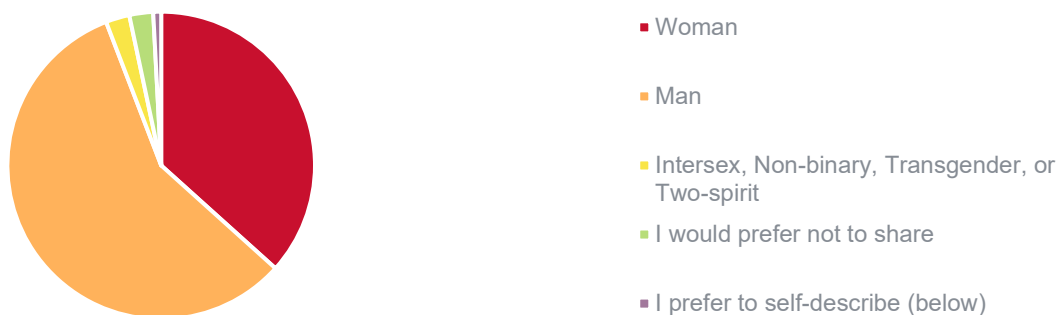 Woman
Man
Intersex, Non-binary, Transgender, or
Two-spirit
I would prefer not to share
I prefer to self-describe (below)